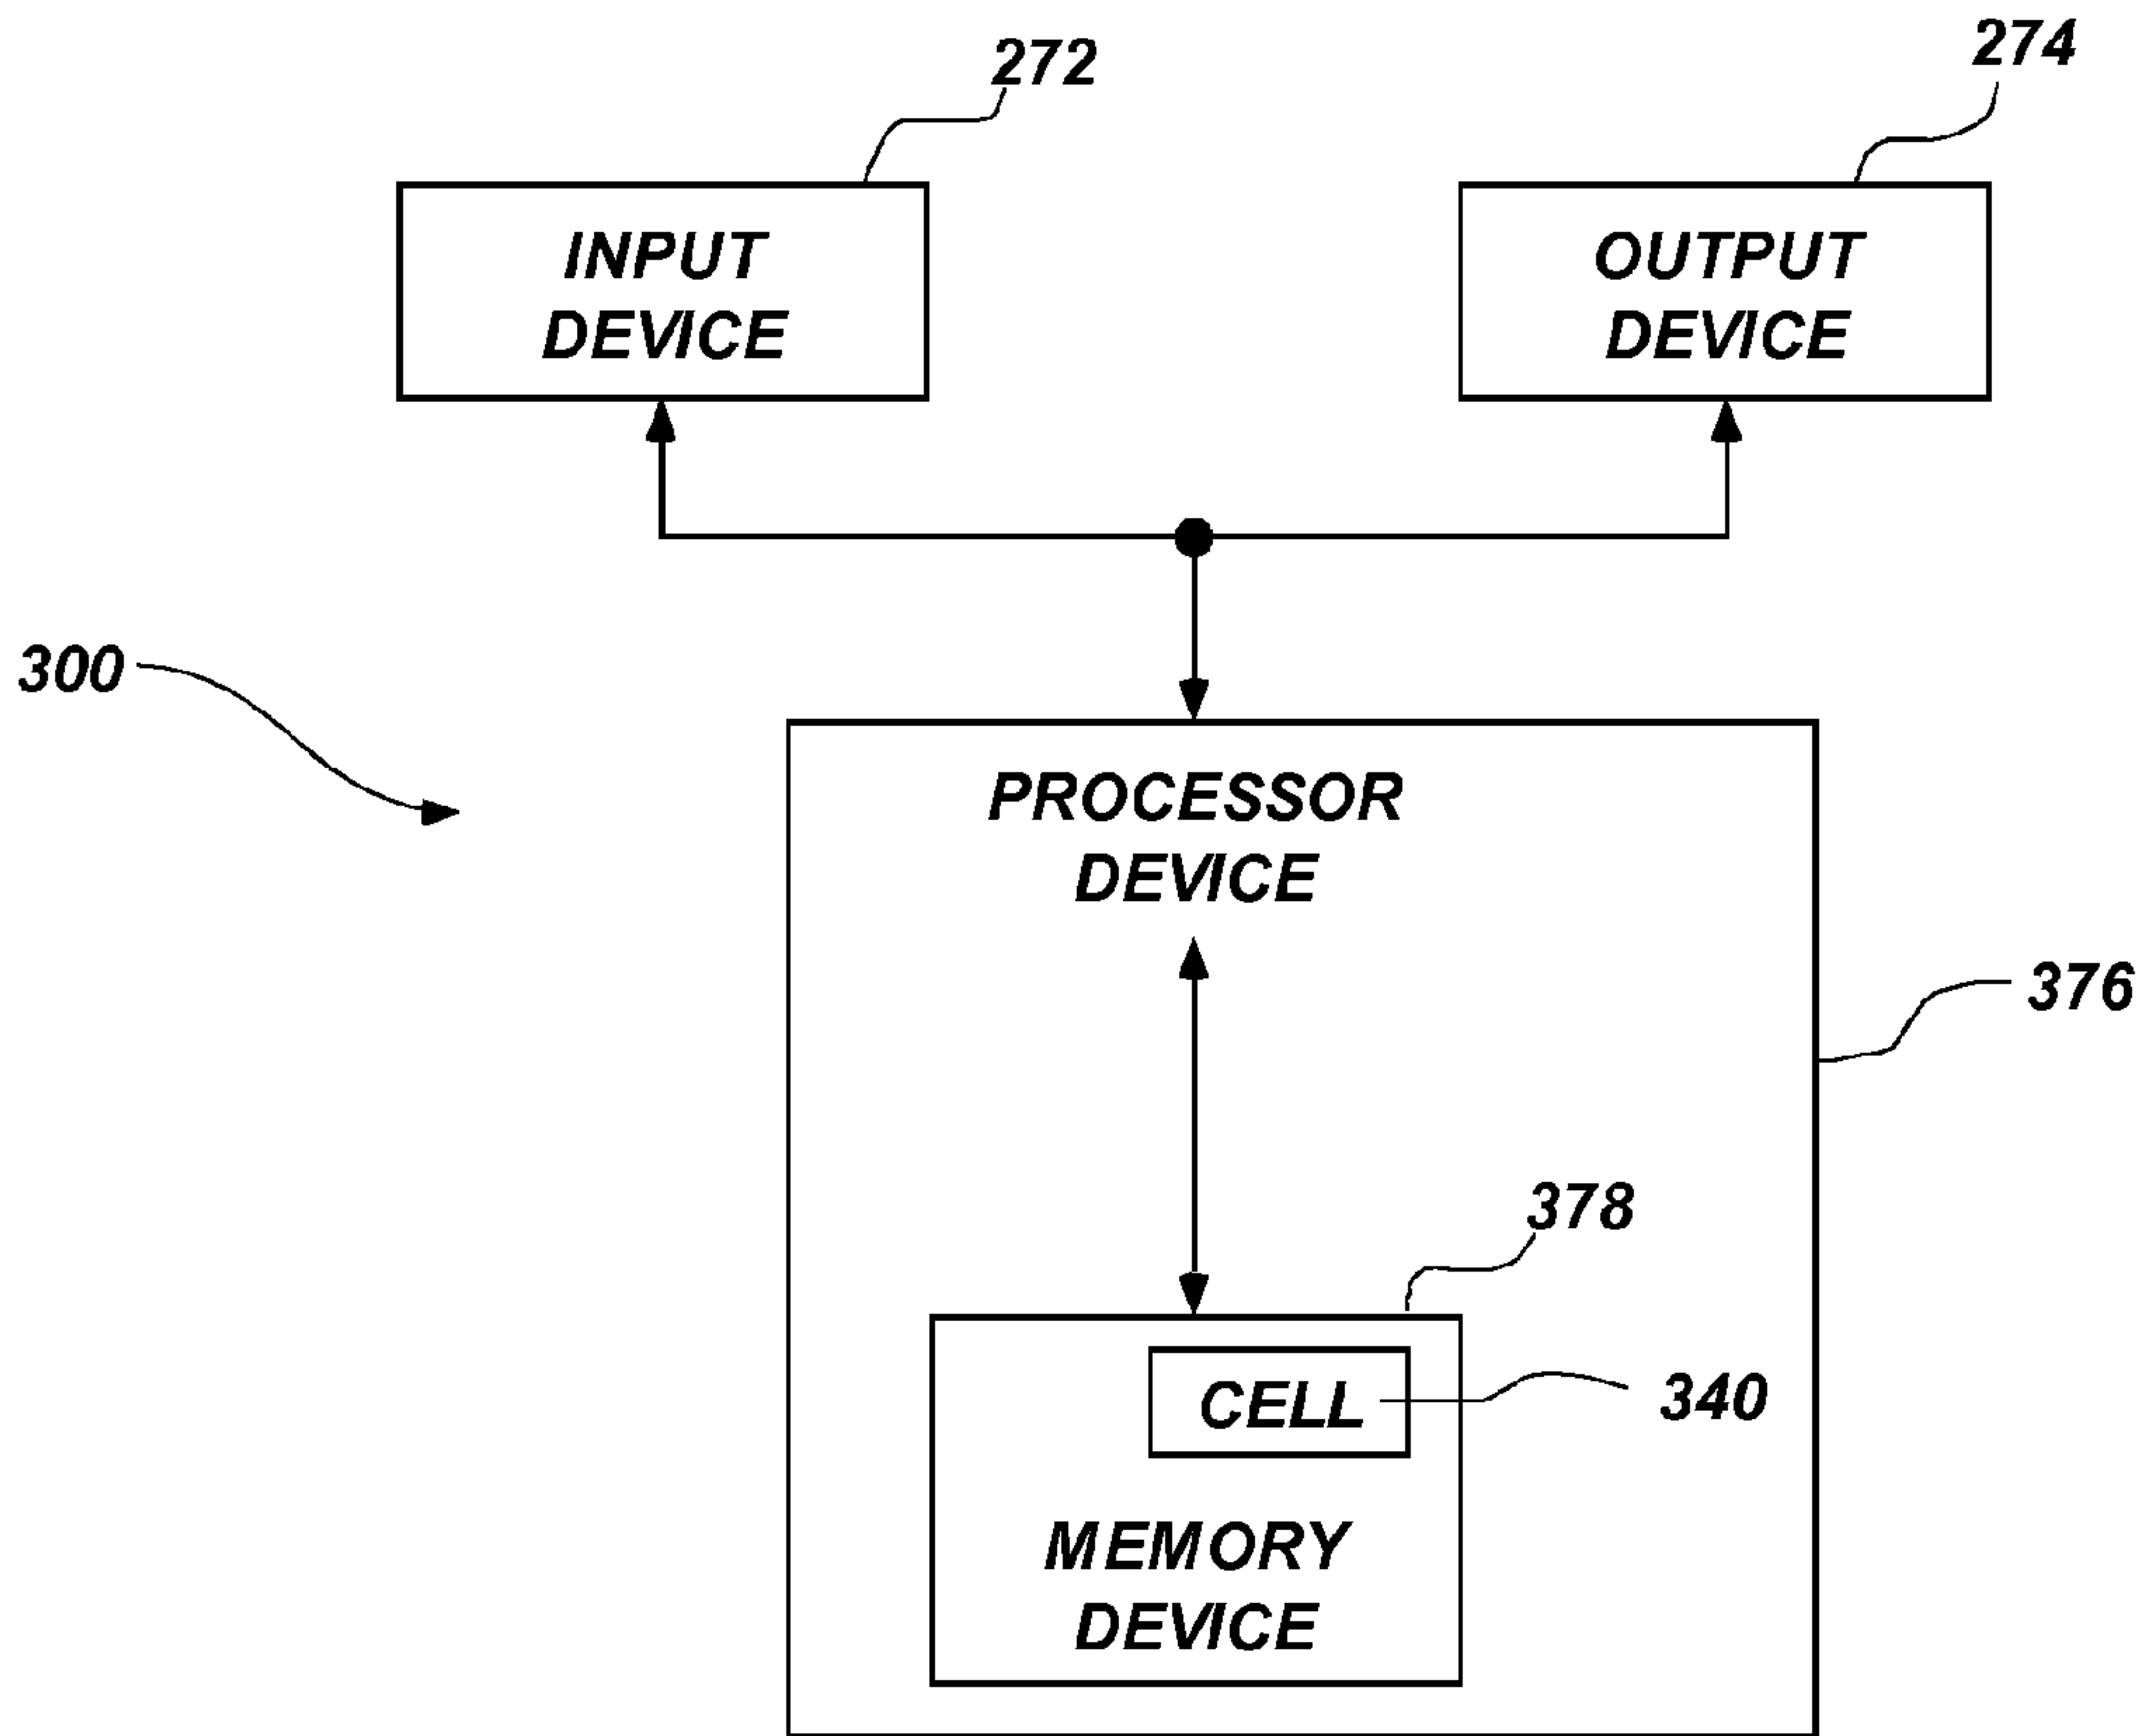 272
274
INPUT
DEVICE
OUTPUT
DEVICE
300
PROCESSOR
DEVICE
376
378
CELL
340
MEMORY
DEVICE